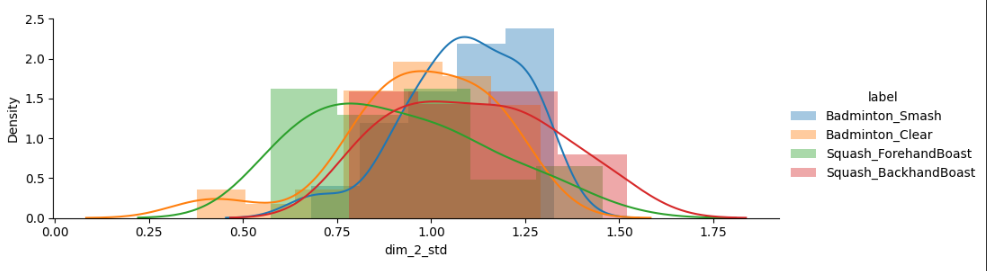 2.5
2.0
1.5
1.0
0.5
0.0
Density
0.00 0.25 0.50 0.75 1.00 1.25 1.50 1.75
dim_2_std
label
Badminton_Smash
Badminton_Clear
Squash_ForehandBoast
Squash_BackhandBoast